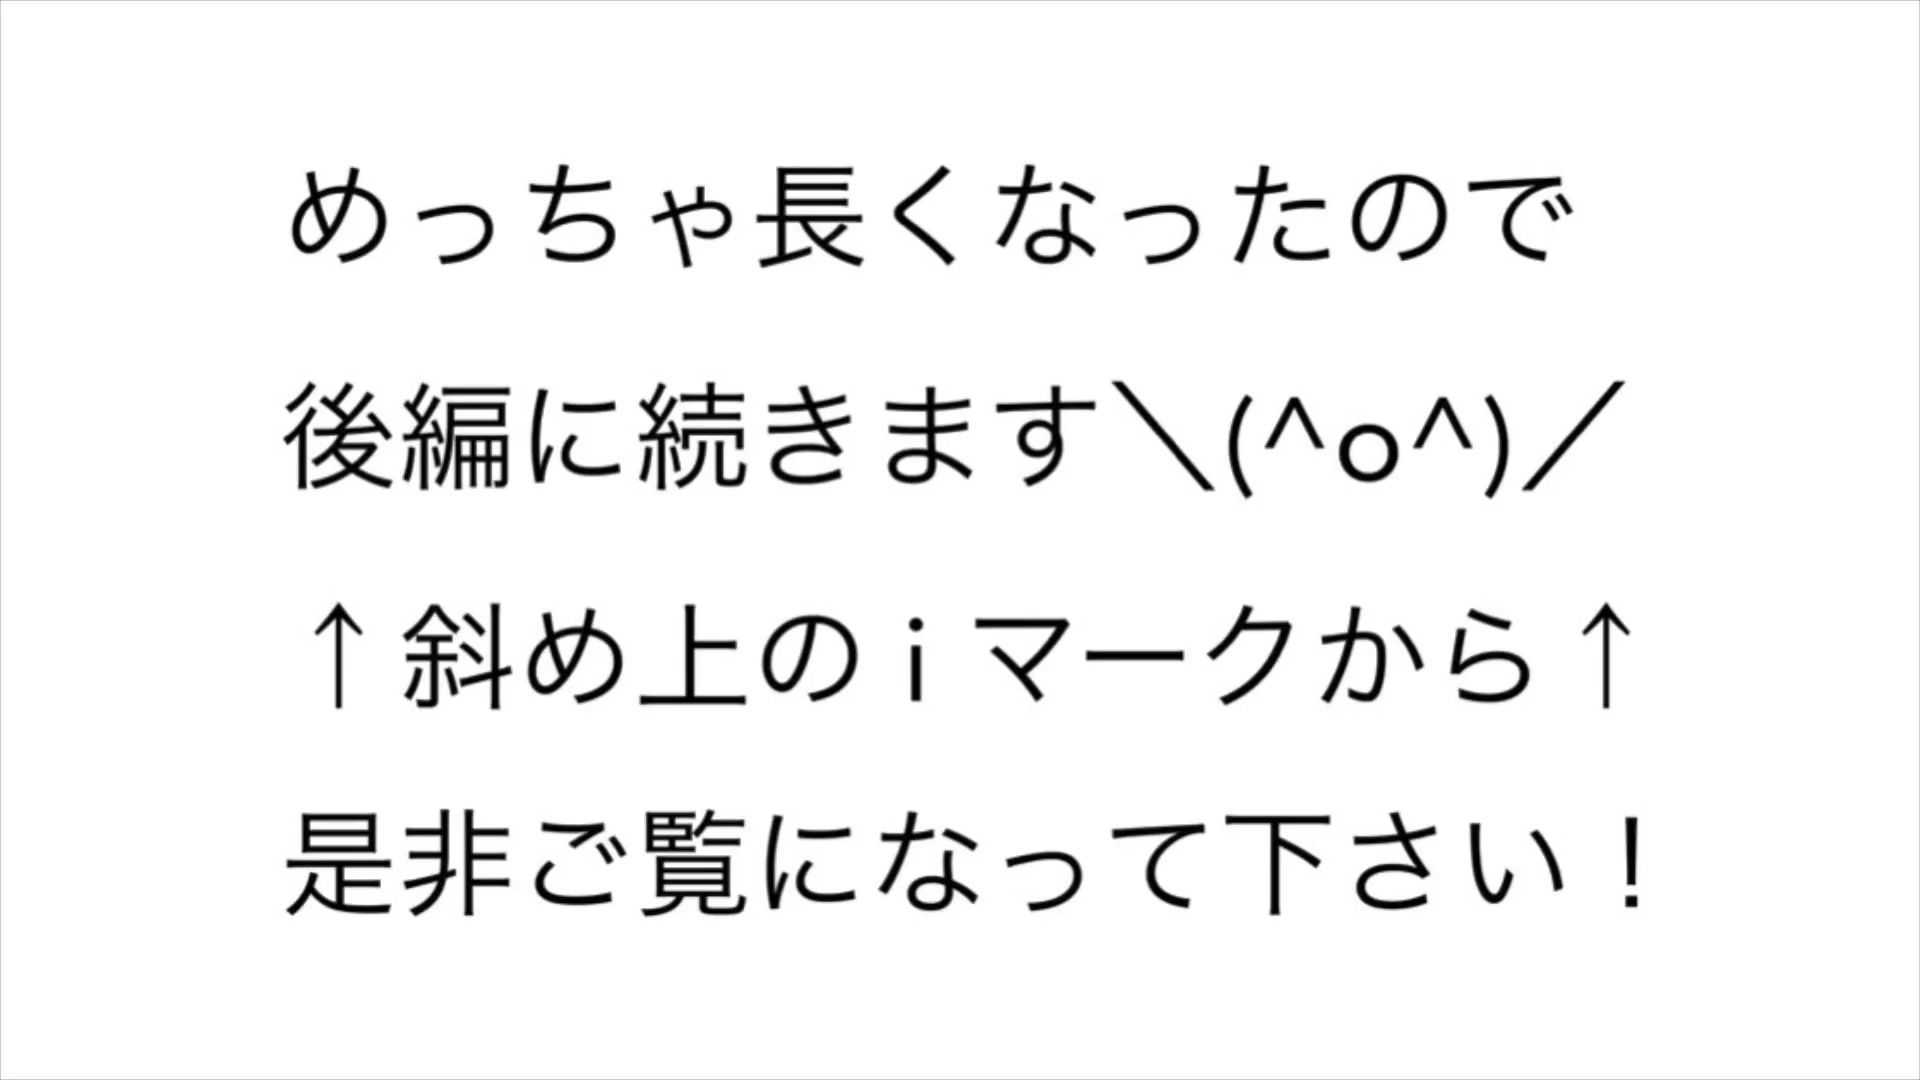 めっちゃ長くなったので
後編に続きます＼(^o^)／
↑斜め上のｉマークから↑
是非ご覧になって下さい！